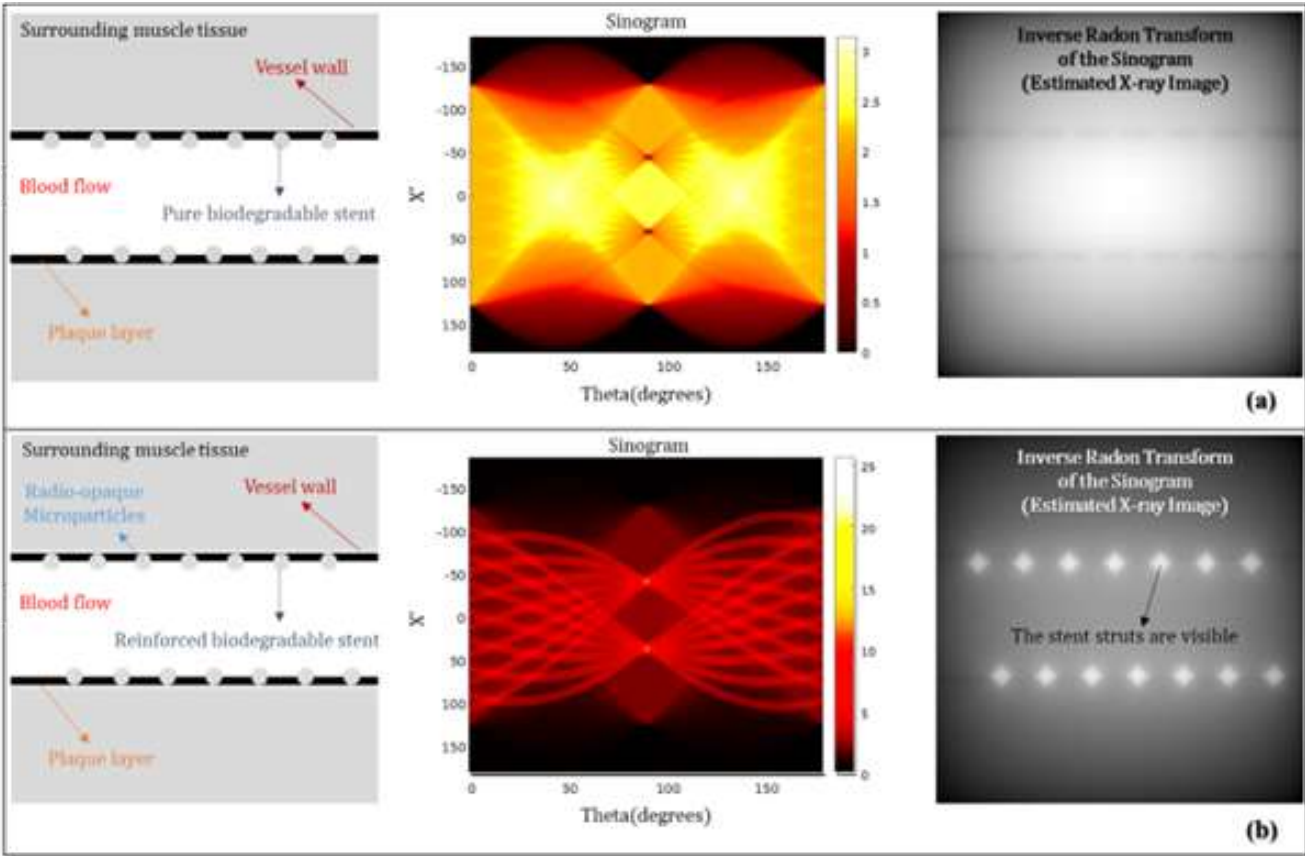 Surrounding muscle tissue
Vessel wall
Blood flow
Pure biodegradable stent
Plaque layer
Sinogram
-150
-100
-50
0
50
100
150
X'
0
50
100
150
Theta(degrees)
3
2.5
2
1.5
1
0.5
0
Inverse Radon Transform
of the Sinogram
(Estimated X-ray Image)
(a)
Surrounding muscle tissue
Radio-opaque
Microparticles
Vessel wall
Blood flow
Reinforced biodegradable stent
Plaque layer
Sinogram
-150
-100
-50
0
50
100
150
X'
0
50
100
150
Theta(degrees)
25
20
15
10
5
0
Inverse Radon Transform
of the Sinogram
(Estimated X-ray Image)
The stent struts are visible
(b)